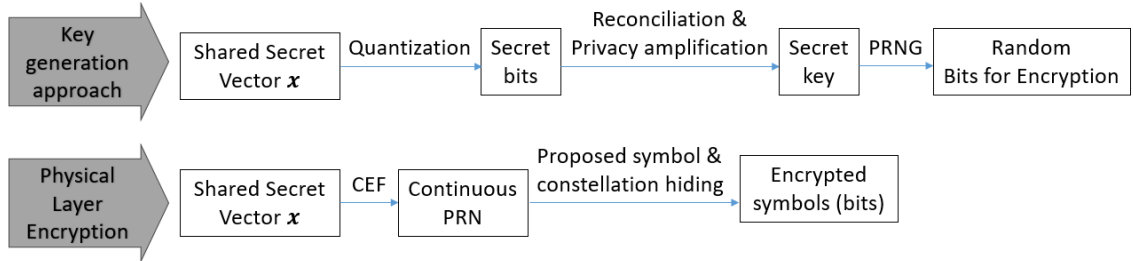 Key
generation
approach
Shared Secret
Vector x
Quantization
Secret
bits
Reconciliation &
Privacy amplification
Secret
key
PRNG
Random
Bits for Encryption
Physical
Layer
Encryption
Shared Secret
Vector x
CEF
Continuous
PRN
Proposed symbol &
constellation hiding
Encrypted
symbols (bits)